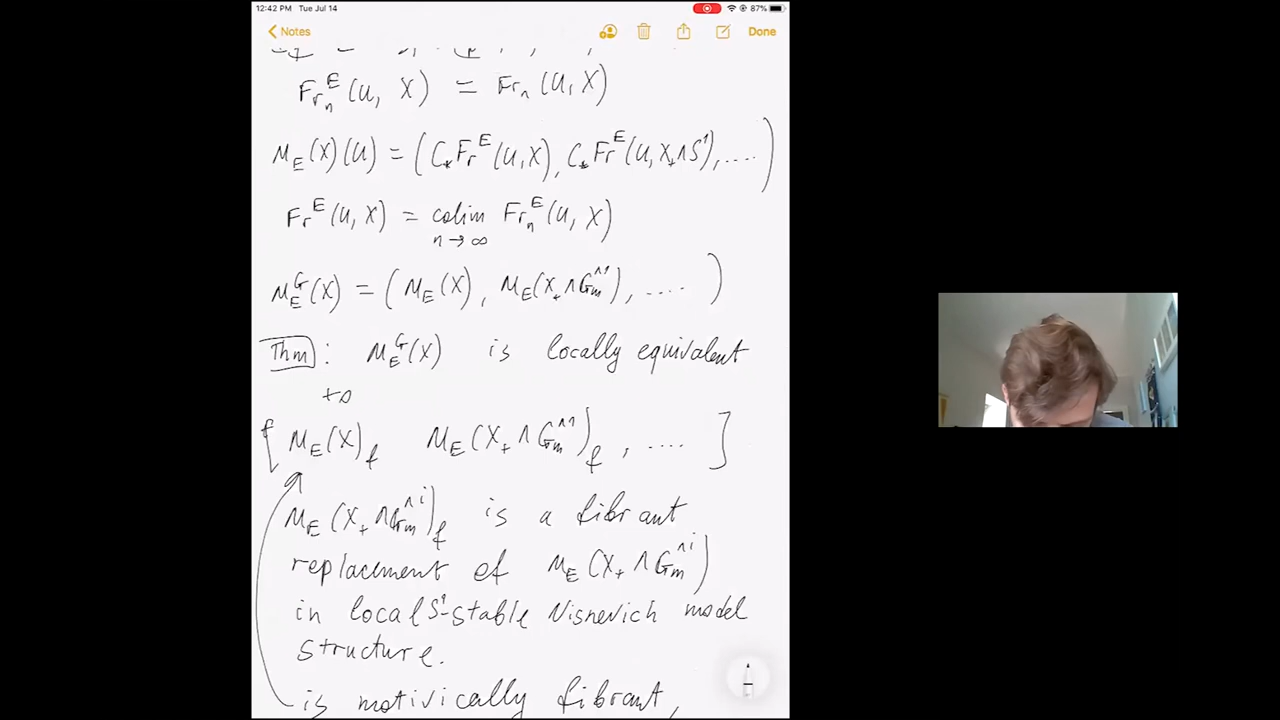 12:42 PM Tue Jul 14
87%
Notes
Done
Fr_n^E(U, X) = Fr_n(U, X)
M_E(X)(U) = (C_* Fr^E(U, X), C_* Fr^E(U, X_+ ∧ S^1), ....)
Fr^E(U, X) = colim_{n→∞} Fr_n^E(U, X)
M_E^G(X) = (M_E(X), M_E(X_+ ∧ G_m^{∧1}), ....)
Thm: M_E^G(X) is locally equivalent
to
[M_E(X)_f M_E(X_+ ∧ G_m^{∧1})_f, ....]
M_E(X_+ ∧ G_m^{∧i})_f is a fibrant
replacment of M_E(X_+ ∧ G_m^{∧i})
in local S^1-stable Nisnevich model
structure.
is motivically fibrant,